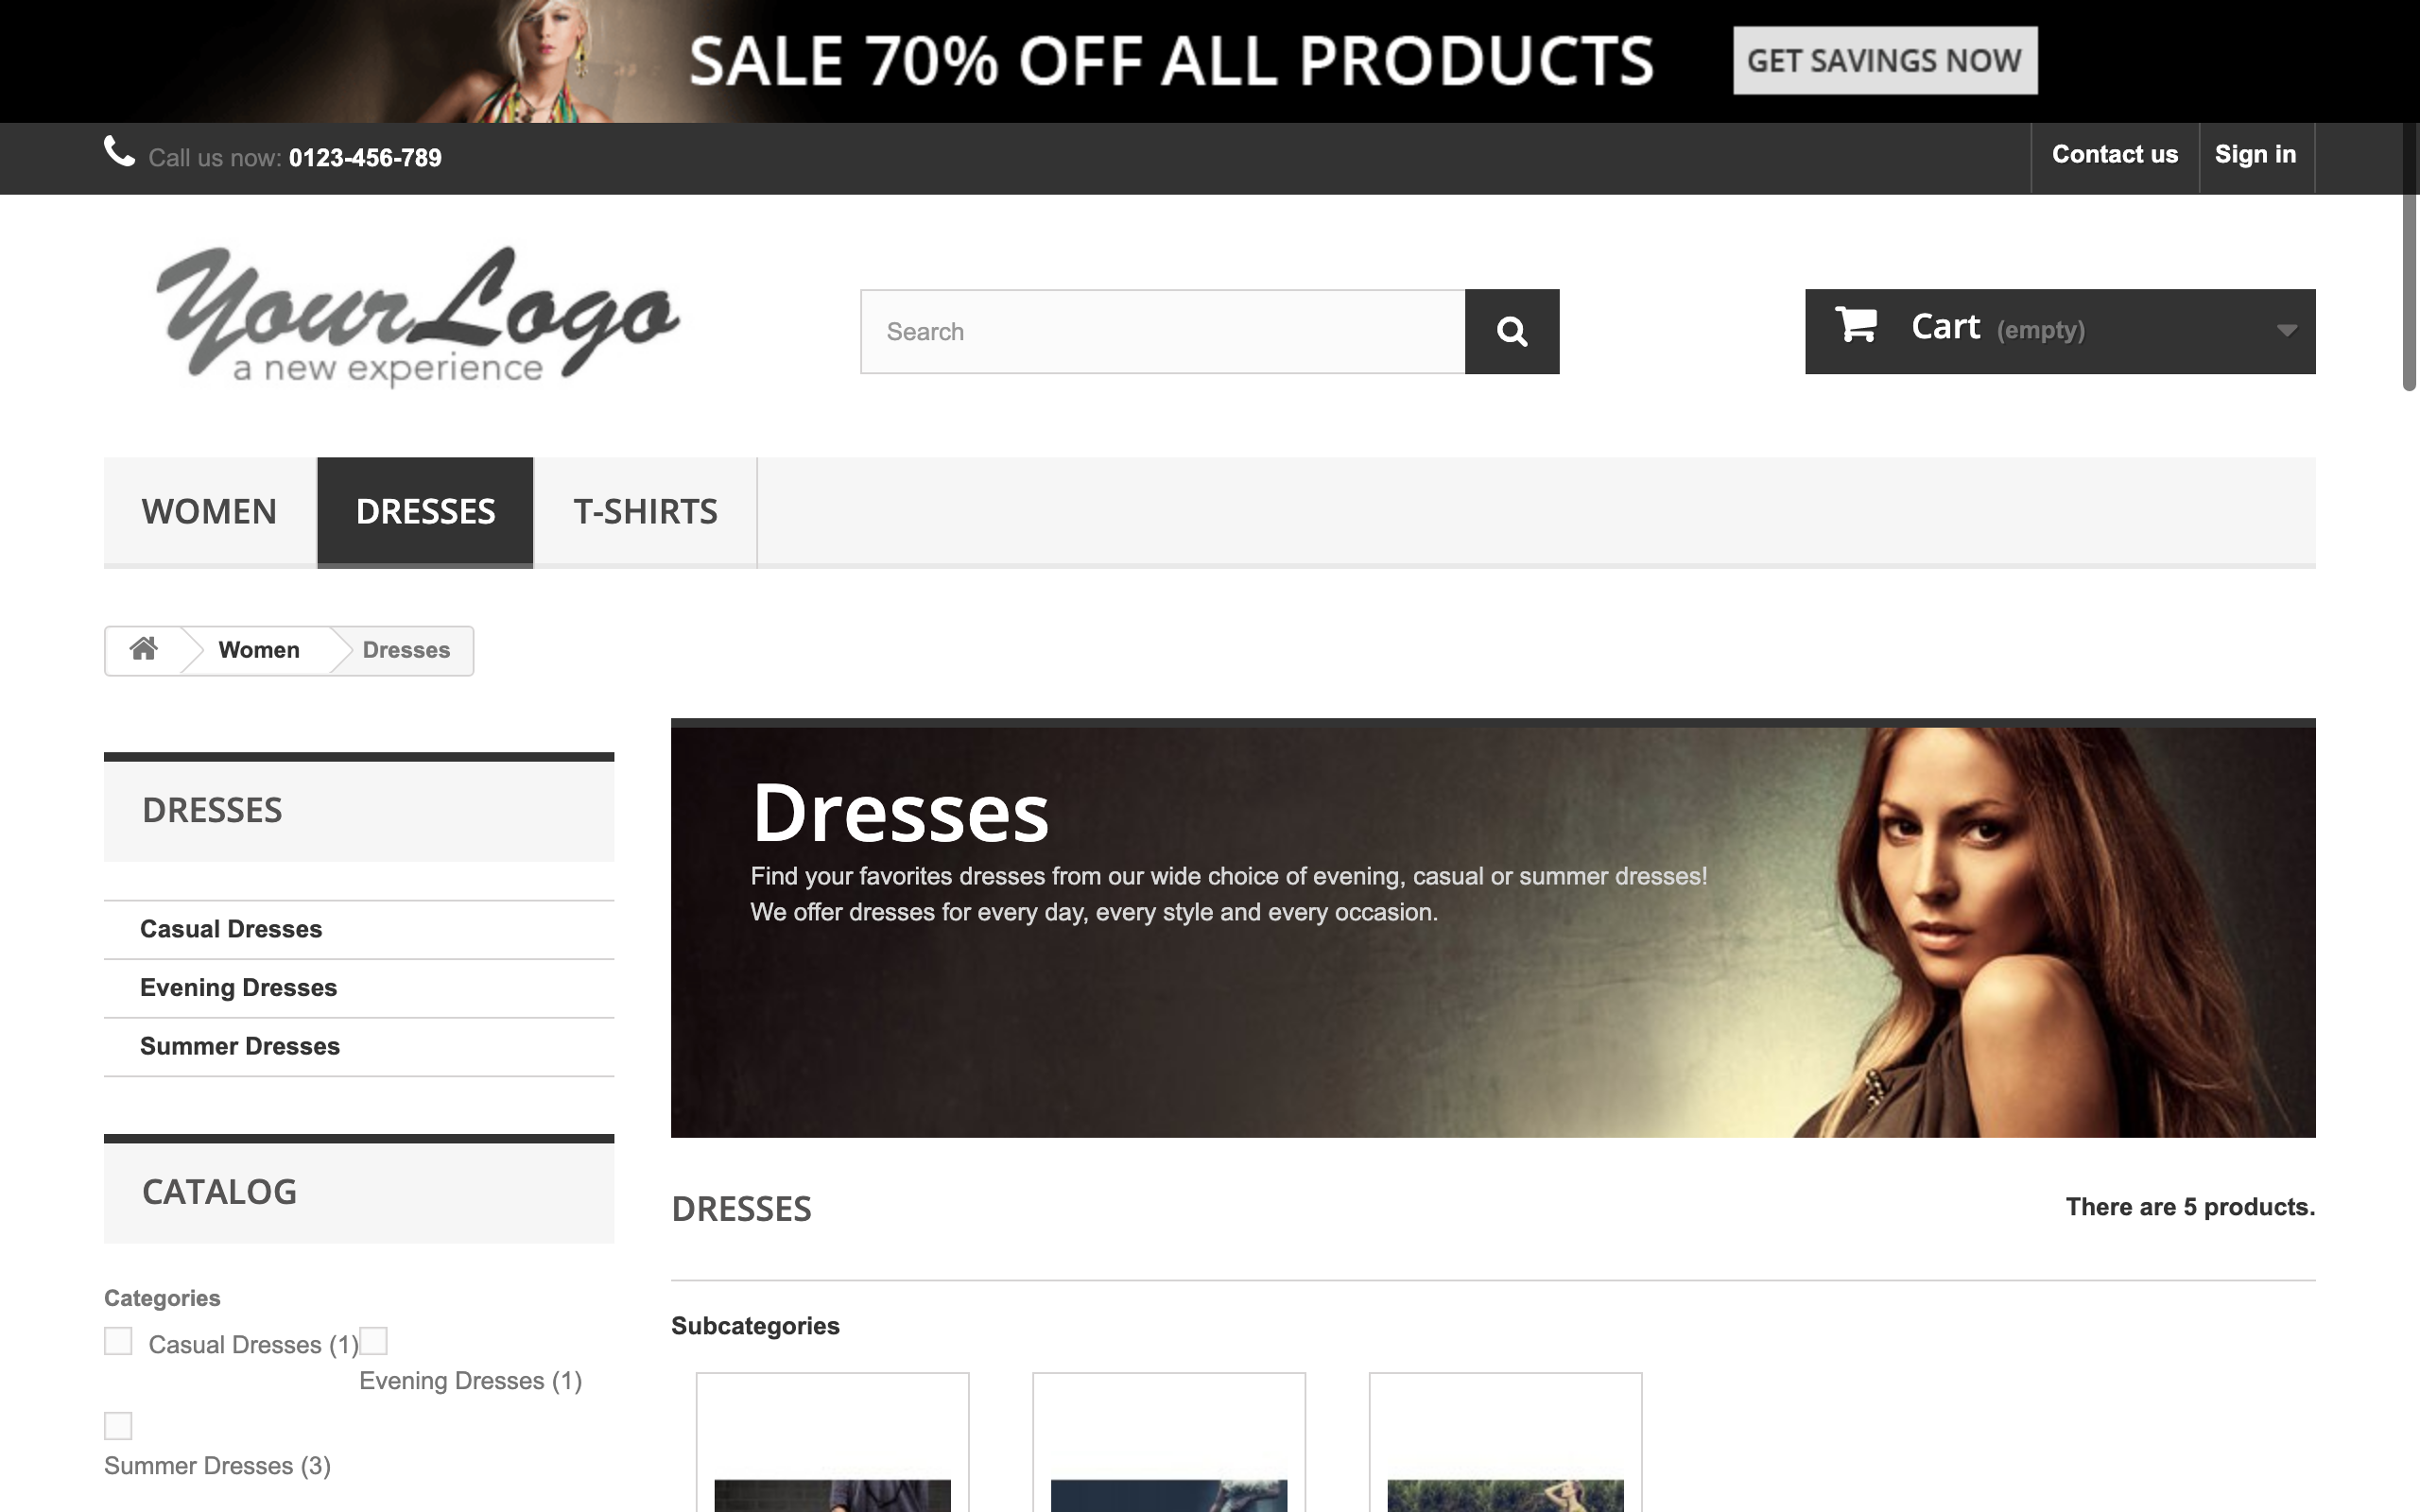 SALE 70% OFF ALL PRODUCTS GET SAVINGS NOW
Call us now: 0123-456-789 Contact us Sign in
YourLogo
a new experience
Search
Cart (empty)
WOMEN DRESSES T-SHIRTS
Women Dresses
DRESSES
Casual Dresses
Evening Dresses
Summer Dresses
CATALOG
Categories
Casual Dresses (1)
Evening Dresses (1)
Summer Dresses (3)
Dresses
Find your favorites dresses from our wide choice of evening, casual or summer dresses!
We offer dresses for every day, every style and every occasion.
DRESSES There are 5 products.
Subcategories